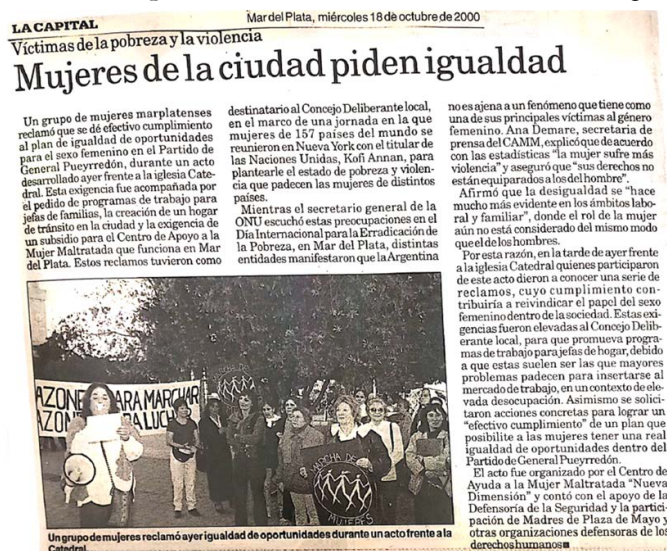 LA CAPITAL
Mar del Plata, miércoles 18 de octubre de 2000
Víctimas de la pobreza y la violencia
Mujeres de la ciudad piden igualdad
Un grupo de mujeres marplatenses
reclamó que se dé efectivo cumplimiento
al plan de igualdad de oportunidades
para el sexo femenino en el Partido de
General Pueyrredón, durante un acto
desarrollado ayer frente a la iglesia Cate-
dral. Esta exigencia fue acompañada por
el pedido de programas de trabajo para
jefas de familias, la creación de un hogar
de tránsito en la ciudad y la exigencia de
un subsidio para el Centro de Apoyo a la
Mujer Maltratada que funciona en Mar
del Plata. Estos reclamos tuvieron como
destinatario al Concejo Deliberante local,
en el marco de una jornada en la que
mujeres de 157 países del mundo se
reunieron en Nueva York con el titular de
las Naciones Unidas, Kofi Annan, para
plantearle el estado de pobreza y violen-
cia que padecen las mujeres de distintos
países.
Mientras el secretario general de la
ONU escuchó estas preocupaciones en el
Día Internacional para la Erradicación de
la Pobreza, en Mar del Plata, distintas
entidades manifestaron que la Argentina
no es ajena a un fenómeno que tiene como
una de sus principales víctimas al género
femenino. Ana Demare, secretaria de
prensa del CAMM, explicó que de acuerdo
con las estadísticas "la mujer sufre más
violencia" y aseguró que "sus derechos no
están equiparados a los del hombre".
Afirmó que la desigualdad se "hace
mucho más evidente en los ámbitos labo-
ral y familiar", donde el rol de la mujer
aún no está considerado del mismo modo
que el de los hombres.
Por esta razón, en la tarde de ayer frente
a la iglesia Catedral quienes participaron
de este acto dieron a conocer una serie de
reclamos, cuyo cumplimiento con-
tribuiría a reivindicar el papel del sexo
femenino dentro de la sociedad. Estas exi-
gencias fueron elevadas al Concejo Delib-
erante local, para que promueva progra-
mas de trabajo para jefas de hogar, debido
a que estas suelen ser las que mayores
problemas padecen para insertarse al
mercado de trabajo, en un contexto de ele-
vada desocupación. Asimismo se solici-
taron acciones concretas para lograr un
"efectivo cumplimiento" de un plan que
posibilite a las mujeres tener una real
igualdad de oportunidades dentro del
Partido de General Pueyrredón.
El acto fue organizado por el Centro de
Ayuda a la Mujer Maltratada "Nueva
Dimensión" y contó con el apoyo de la
Defensoría de la Seguridad y la partici-
pación de Madres de Plaza de Mayo y
otras organizaciones defensoras de los
derechos humanos■
AZONE PARA MARCHAR
AZONE LUCH
MARCHA DE
MUJERES
Un grupo de mujeres reclamó ayer igualdad de oportunidades durante un acto frente a la
Catedral.